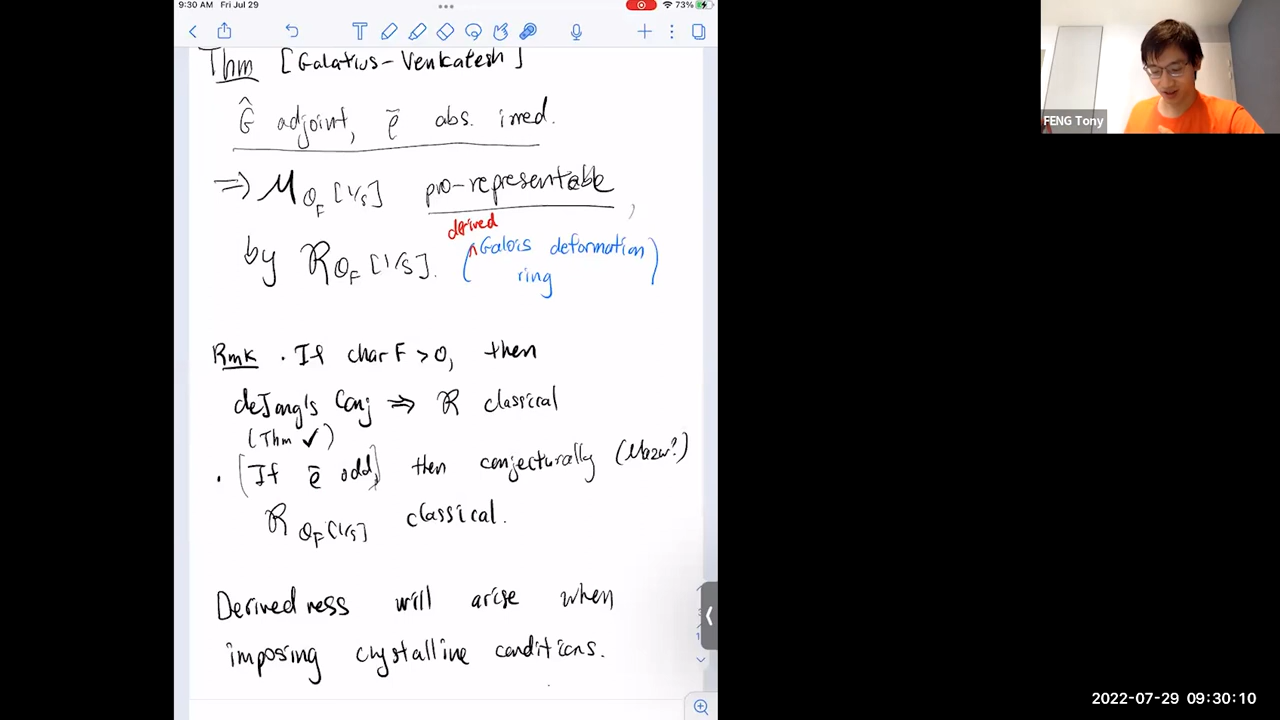 9:30 AM Fri Jul 29
73%
Thm [Galatius-Venkatesh]
Ĝ adjoint, ρ̄ abs. irred.
⇒ M_{O_F[1/S]} pro-representable,
derived
by R_{O_F[1/S]}. (^Galois deformation
ring)
Rmk . If char F > 0, then
deJong's Conj ⇒ R classical
(Thm ✓)
. [If ρ̄ odd,] then conjecturally (Mazur?)
R_{O_F[1/S]} classical.
Derivedness will arise when
imposing crystalline conditions.
FENG Tony
2022-07-29 09:30:10